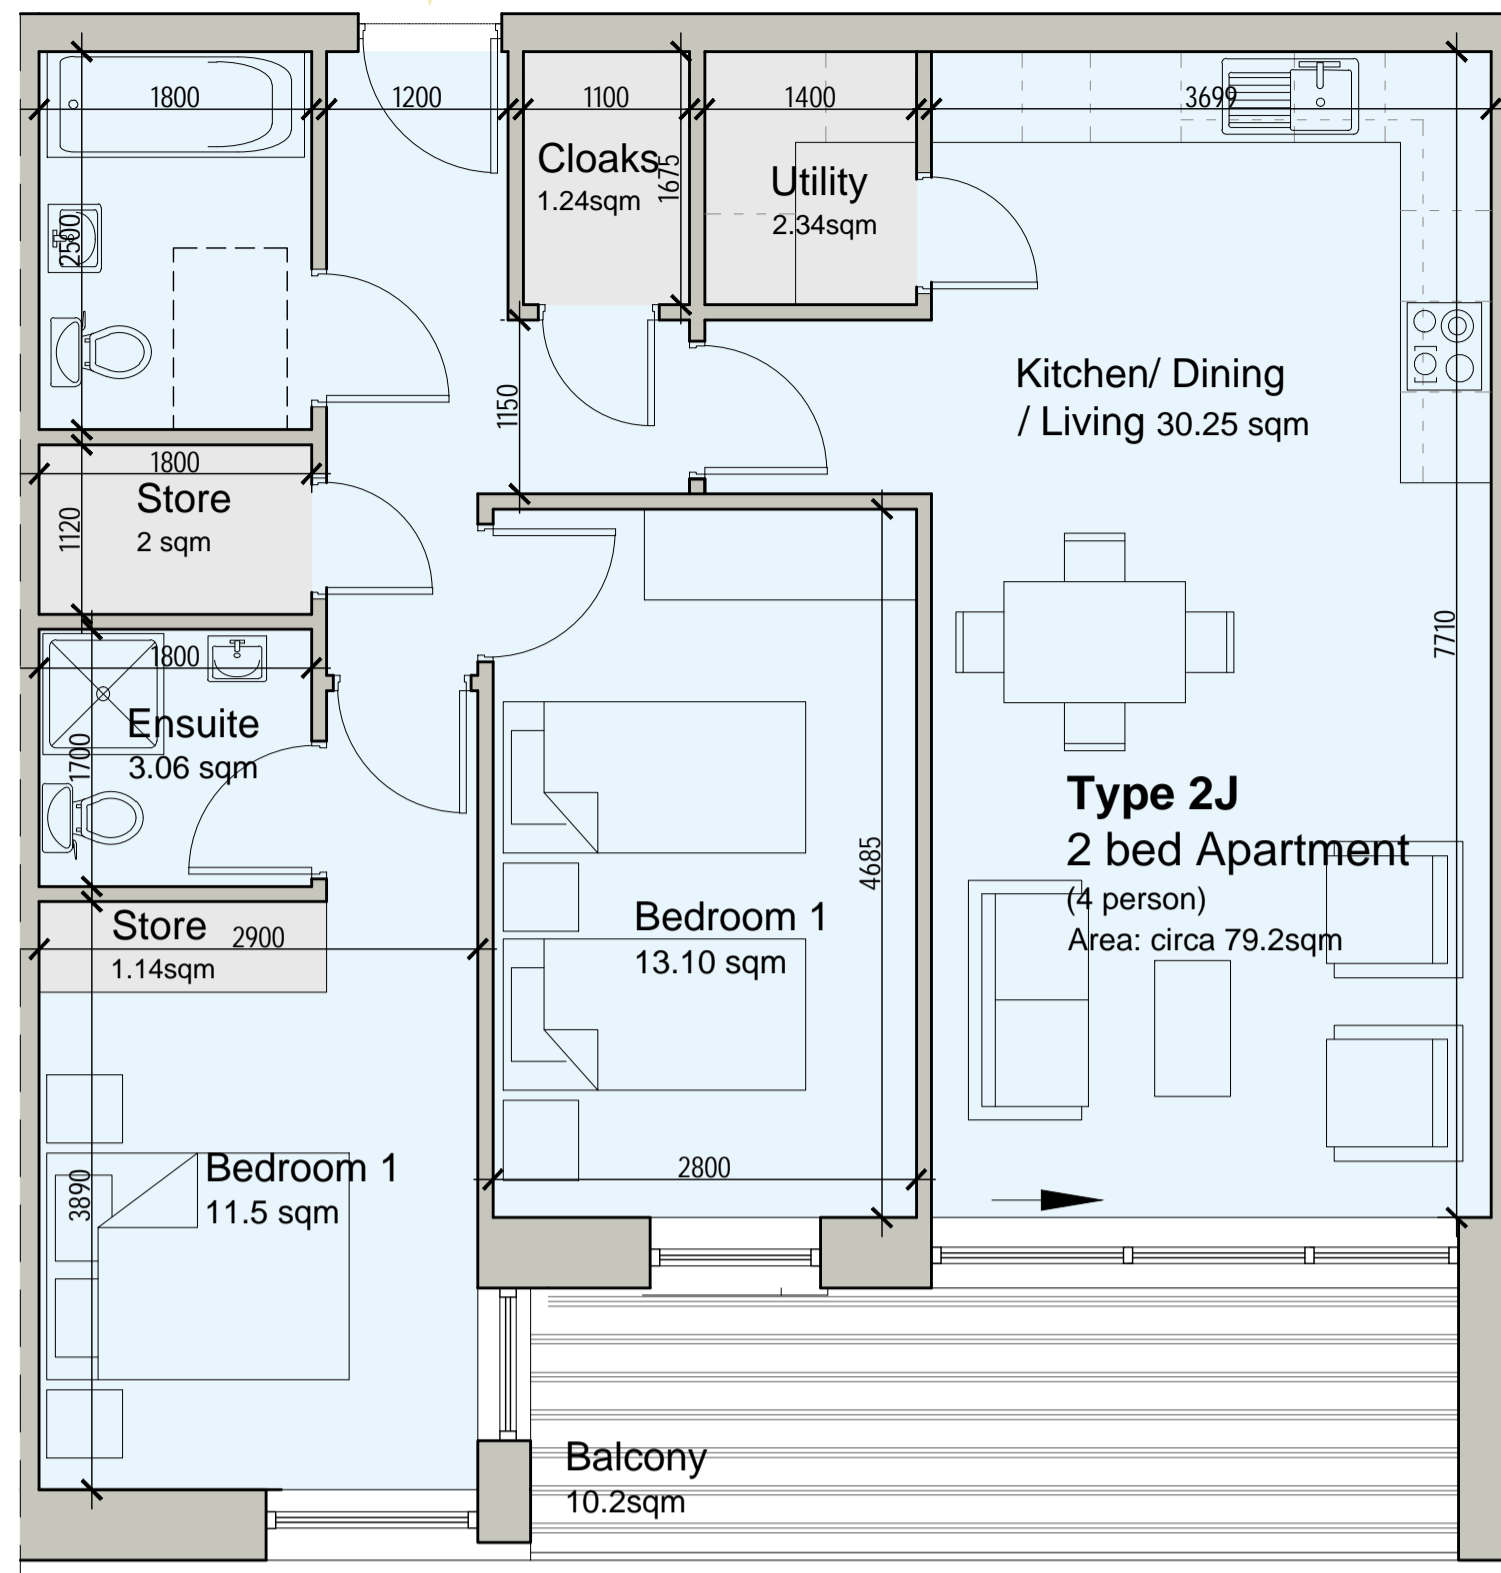 1800
1200
1100
1400
3699
Cloaks
1.24sqm
1675
Utility
2.34sqm
2500
Kitchen/ Dining
/ Living 30.25 sqm
1150
1800
Store
2 sqm
1120
7710
1800
Ensuite
3.06 sqm
1700
Type 2J
2 bed Apartment
(4 person)
Area: circa 79.2sqm
4685
Store
1.14sqm
2900
Bedroom 1
13.10 sqm
Bedroom 1
11.5 sqm
3890
2800
Balcony
10.2sqm